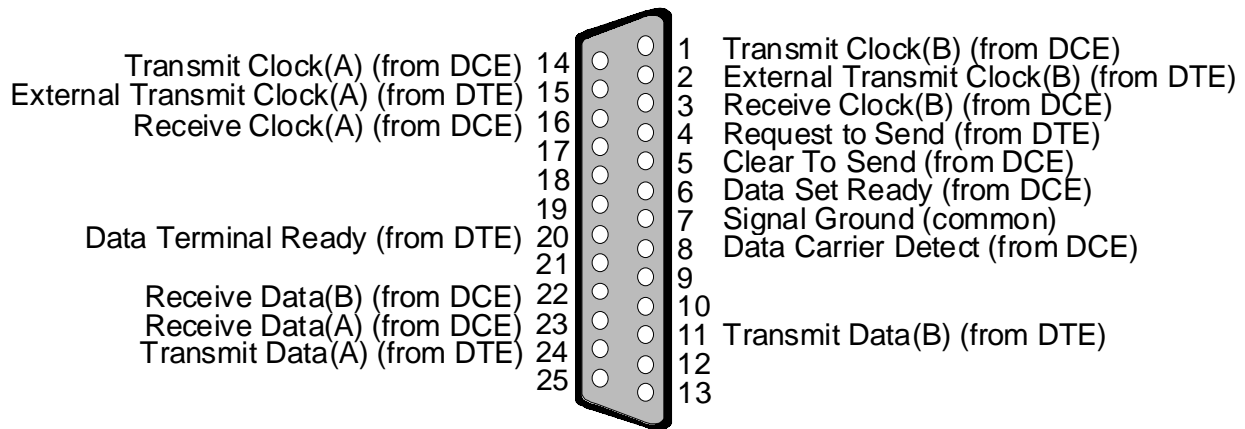 Transmit Clock(A) (from DCE) 14
External Transmit Clock(A) (from DTE) 15
Receive Clock(A) (from DCE) 16
17
18
19
Data Terminal Ready (from DTE) 20
21
Receive Data(B) (from DCE) 22
Receive Data(A) (from DCE) 23
Transmit Data(A) (from DTE) 24
25
1 Transmit Clock(B) (from DCE)
2 External Transmit Clock(B) (from DTE)
3 Receive Clock(B) (from DCE)
4 Request to Send (from DTE)
5 Clear To Send (from DCE)
6 Data Set Ready (from DCE)
7 Signal Ground (common)
8 Data Carrier Detect (from DCE)
9
10
11 Transmit Data(B) (from DTE)
12
13